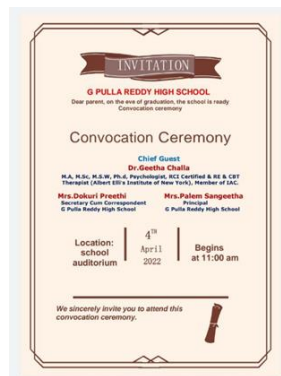 INVITATION
G PULLA REDDY HIGH SCHOOL
Dear parent, on the eve of graduation, the school is ready
Convocation ceremony
Convocation Ceremony
Chief Guest
Dr.Geetha Challa
M.A, M.Sc, M.S.W, Ph.d, Psychologist, RCI Certified & RE & CBT
Therapist (Albert Elli's Institute of New York), Member of IAC.
Mrs.Dokuri Preethi
Secretary Cum Correspondent
G Pulla Reddy High School
Mrs.Palem Sangeetha
Principal
G Pulla Reddy High School
Location:
school
auditorium
4TH
April
2022
Begins
at 11:00 am
We sincerely invite you to attend this
convocation ceremony.